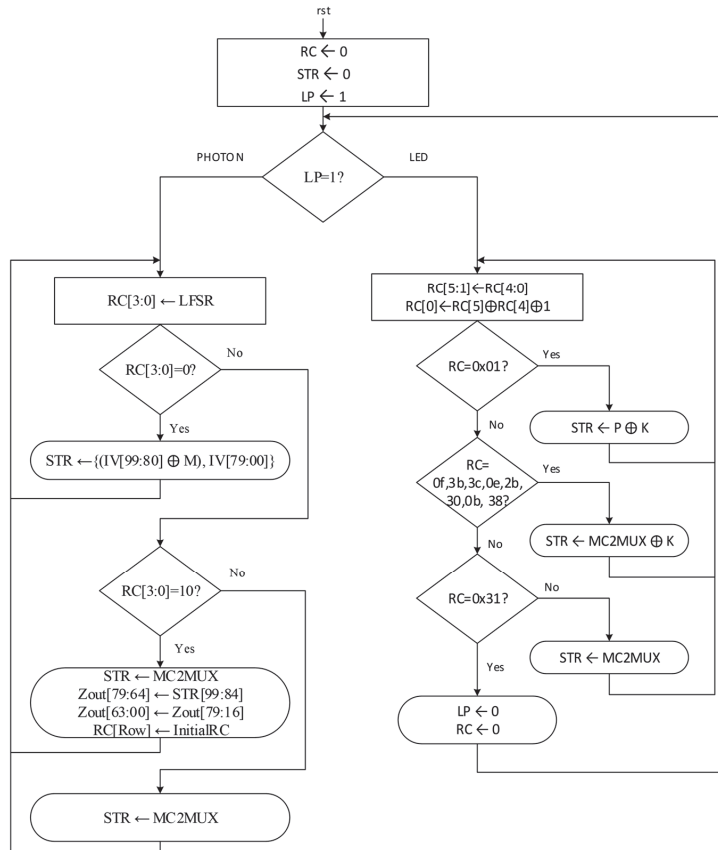 rst
RC ← 0
STR ← 0
LP ← 1
PHOTON
LP=1?
LED
RC[3:0] ← LFSR
RC[3:0]=0?
No
Yes
STR ←{(IV[99:80] ⊕ M), IV[79:00]}
RC[3:0]=10?
No
Yes
STR ← MC2MUX
Zout[79:64] ← STR[99:84]
Zout[63:00] ← Zout[79:16]
RC[Row] ← InitialRC
STR ← MC2MUX
RC[5:1]←RC[4:0]
RC[0]←RC[5]⊕RC[4]⊕1
RC=0x01?
Yes
No
STR ← P ⊕ K
RC=
0f,3b,3c,0e,2b,
30,0b, 38?
Yes
No
STR ← MC2MUX ⊕ K
RC=0x31?
No
Yes
STR ← MC2MUX
LP ← 0
RC ← 0